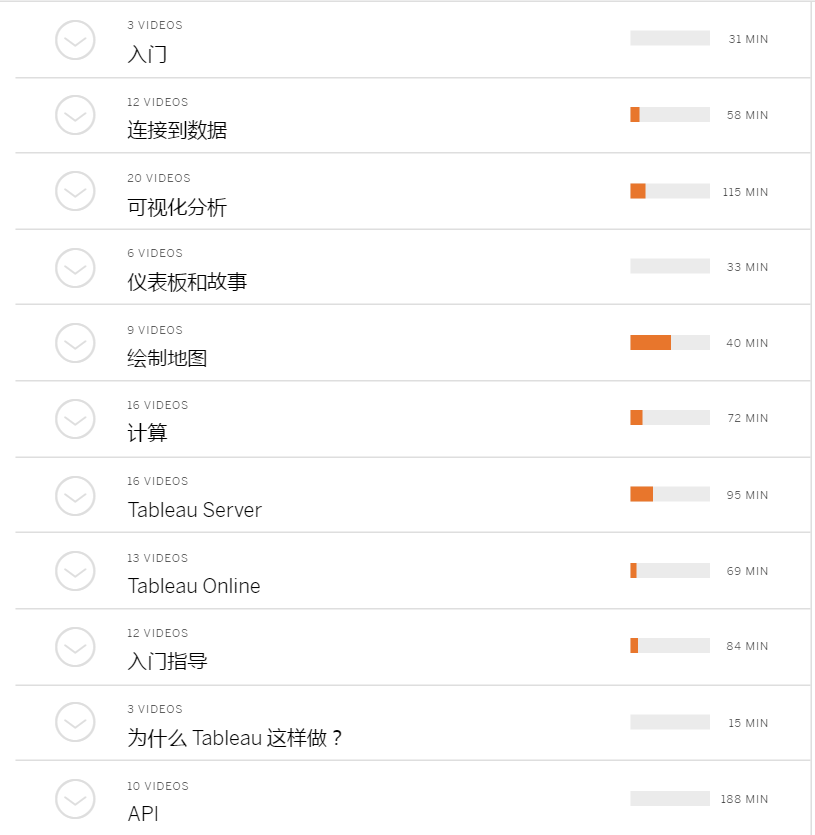 3 VIDEOS
入门
31 MIN
12 VIDEOS
连接到数据
58 MIN
20 VIDEOS
可视化分析
115 MIN
6 VIDEOS
仪表板和故事
33 MIN
9 VIDEOS
绘制地图
40 MIN
16 VIDEOS
计算
72 MIN
16 VIDEOS
Tableau Server
95 MIN
13 VIDEOS
Tableau Online
69 MIN
12 VIDEOS
入门指导
84 MIN
3 VIDEOS
为什么 Tableau 这样做？
15 MIN
10 VIDEOS
API
188 MIN